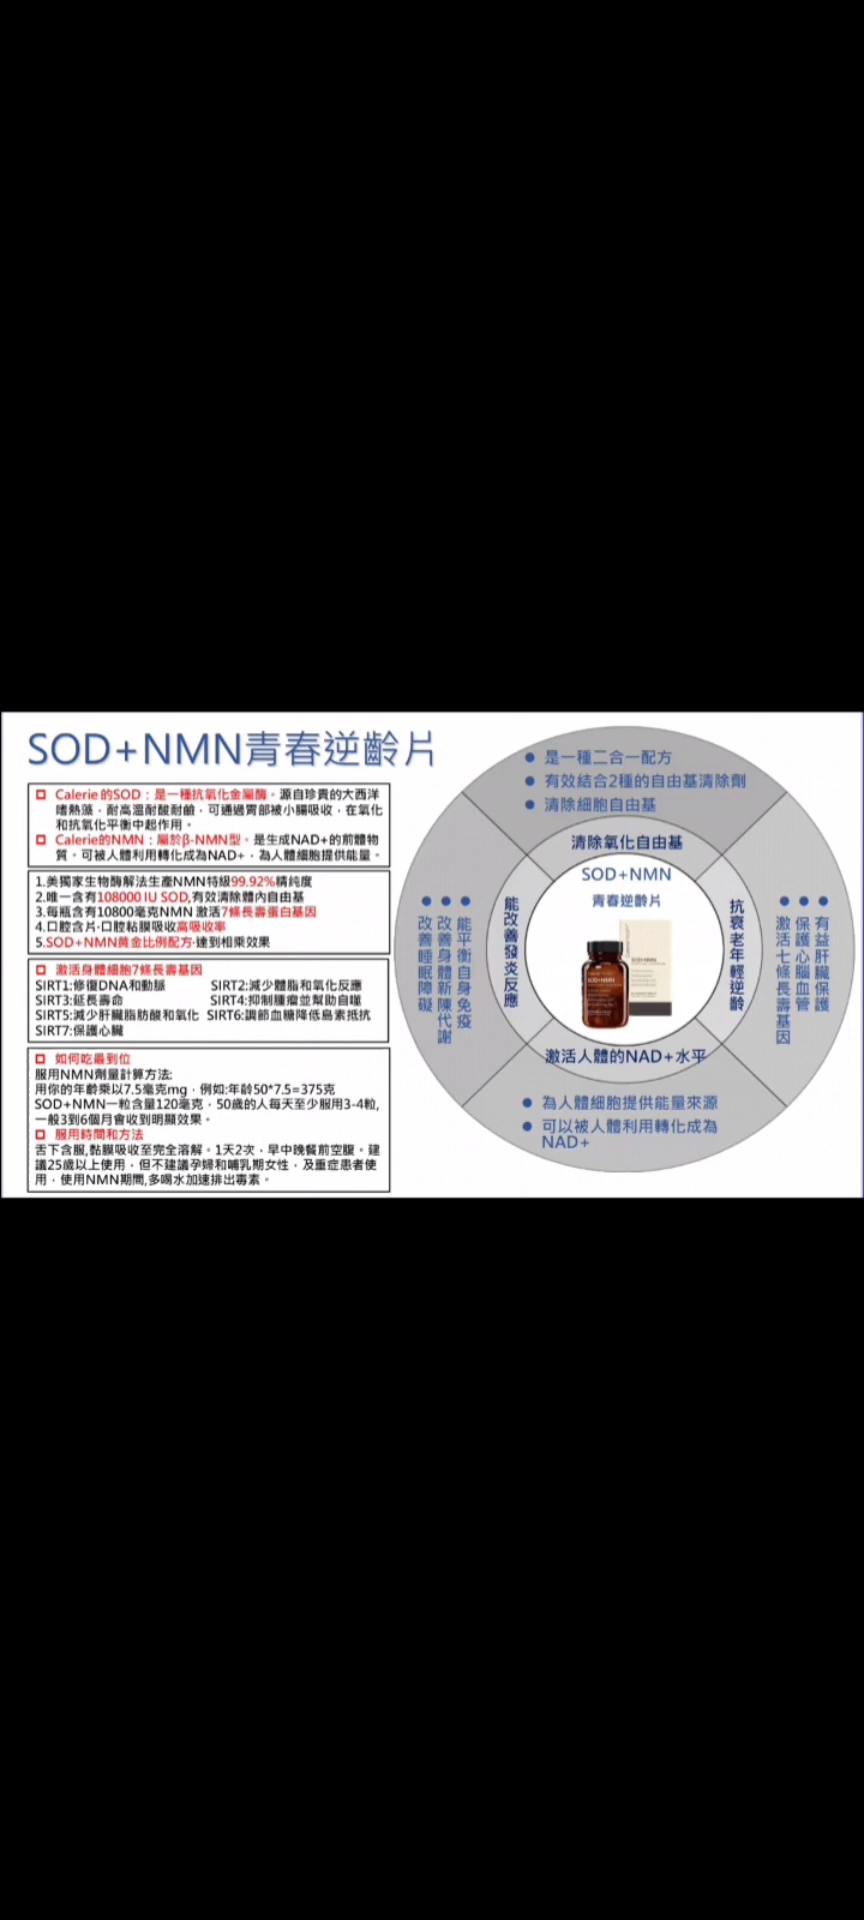 SOD+NMN青春逆齡片
Calerie的SOD：是一種抗氧化金屬酶。源自珍貴的大西洋
嗜熱藻，耐高溫耐酸耐鹼，可通過胃部被小腸吸收，在氧化
和抗氧化平衡中起作用。
Calerie的NMN：屬於β-NMN型。是生成NAD+的前體物
質。可被人體利用轉化成為NAD+，為人體細胞提供能量。
1.美獨家生物酶解法生產NMN特級99.92%精純度
2.唯一含有108000 IU SOD,有效清除體內自由基
3.每瓶含有10800毫克NMN 激活7條長壽蛋白基因
4.口腔含片·口腔粘膜吸收高吸收率
5.SOD+NMN黄金比例配方·達到相乘效果
激活身體細胞7條長壽基因
SIRT1:修復DNA和動脈 SIRT2:減少體脂和氧化反應
SIRT3:延長壽命 SIRT4:抑制腫瘤並幫助自噬
SIRT5:減少肝臟脂肪酸和氧化 SIRT6:調節血糖降低島素抵抗
SIRT7:保護心臟
如何吃最到位
服用NMN劑量計算方法:
用你的年齡乘以7.5毫克mg，例如:年龄50*7.5=375克
SOD+NMN一粒含量120毫克，50歲的人每天至少服用3-4粒,
一般3到6個月會收到明顯效果。
服用時間和方法
舌下含服,黏膜吸收至完全溶解。1天2次，早中晚餐前空腹。建
議25歲以上使用，但不建議孕婦和哺乳期女性，及重症患者使
用，使用NMN期間,多喝水加速排出毒素。
是一種二合一配方
有效結合2種的自由基清除劑
清除細胞自由基
清除氧化自由基
SOD+NMN
青春逆齡片
能改善發炎反應
能平衡自身免疫
改善身體新陳代謝
改善睡眠障礙
抗衰老年輕逆齡
有益肝臟保護
保護心腦血管
激活七條長壽基因
SOD+NMN
SOD+NMN
激活人體的NAD+水平
為人體細胞提供能量來源
可以被人體利用轉化成為
NAD+